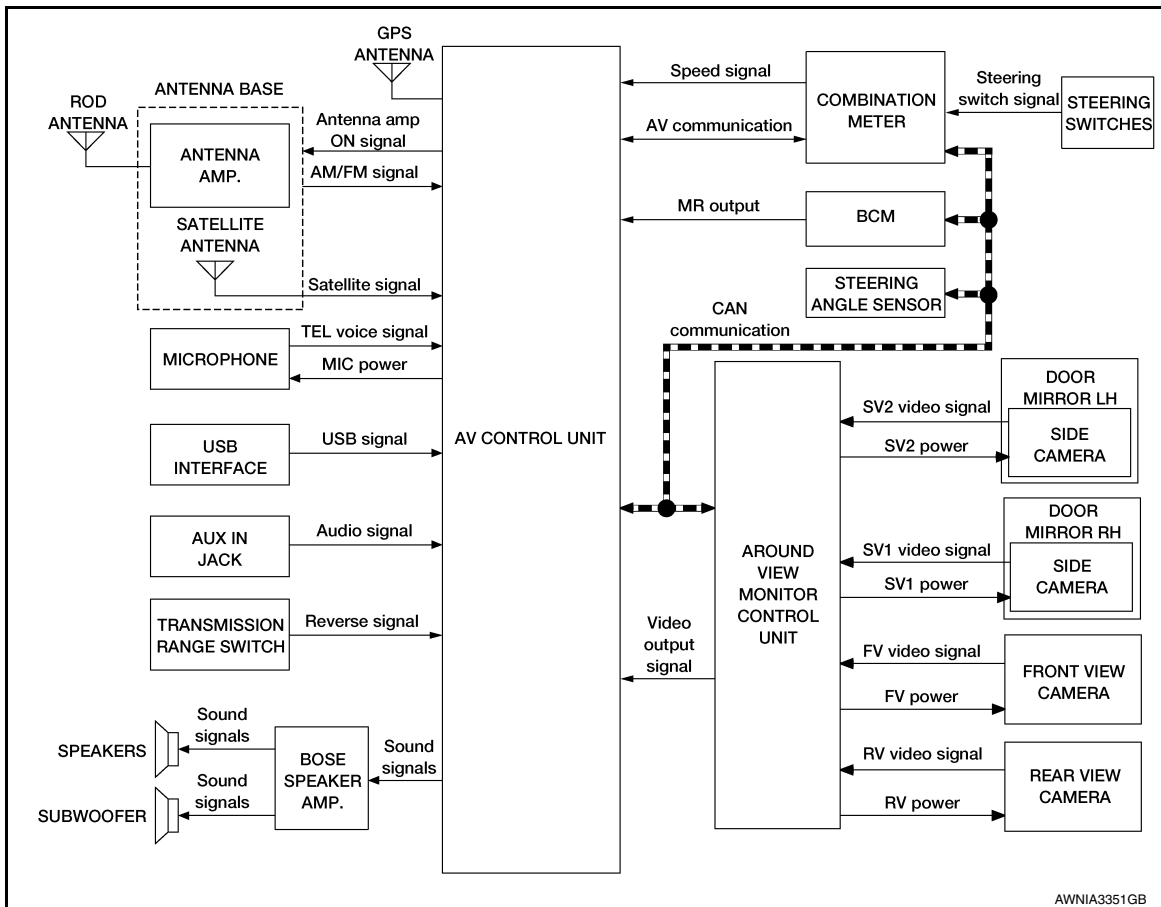 GPS
ANTENNA
ANTENNA BASE
ROD
ANTENNA
ANTENNA
AMP.
Antenna amp
ON signal
AM/FM signal
SATELLITE
ANTENNA
Satellite signal
MICROPHONE
TEL voice signal
MIC power
USB
INTERFACE
USB signal
AUX IN
JACK
Audio signal
TRANSMISSION
RANGE SWITCH
Reverse signal
SPEAKERS
Sound
signals
SUBWOOFER
Sound
signals
BOSE
SPEAKER
AMP.
Sound
signals
AV CONTROL UNIT
Speed signal
AV communication
COMBINATION
METER
Steering
switch signal
STEERING
SWITCHES
MR output
BCM
STEERING
ANGLE SENSOR
CAN
communication
AROUND
VIEW
MONITOR
CONTROL
UNIT
Video
output
signal
SV2 video signal
SV2 power
DOOR
MIRROR LH
SIDE
CAMERA
SV1 video signal
SV1 power
DOOR
MIRROR RH
SIDE
CAMERA
FV video signal
FV power
FRONT VIEW
CAMERA
RV video signal
RV power
REAR VIEW
CAMERA
AWNIA3351GB